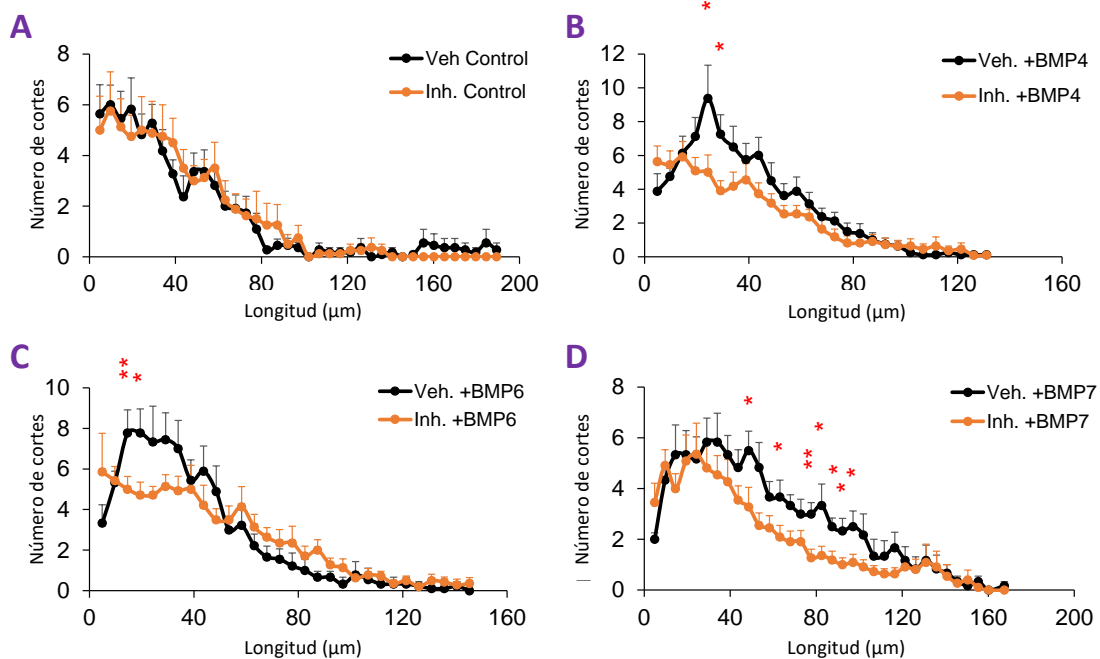 A
Veh Control
Inh. Control
Número de cortes
8
6
4
2
0
0 40 80 120 160 200
Longitud (µm)
B
*
*
Veh. +BMP4
Inh. +BMP4
Número de cortes
12
10
8
6
4
2
0
0 40 80 120 160
Longitud (µm)
C
**
*
Veh. +BMP6
Inh. +BMP6
Número de cortes
10
8
6
4
2
0
0 40 80 120 160
Longitud (µm)
D
*
*
**
*
*
*
*
Veh. +BMP7
Inh. +BMP7
Número de cortes
8
6
4
2
0
0 40 80 120 160 200
Longitud (µm)